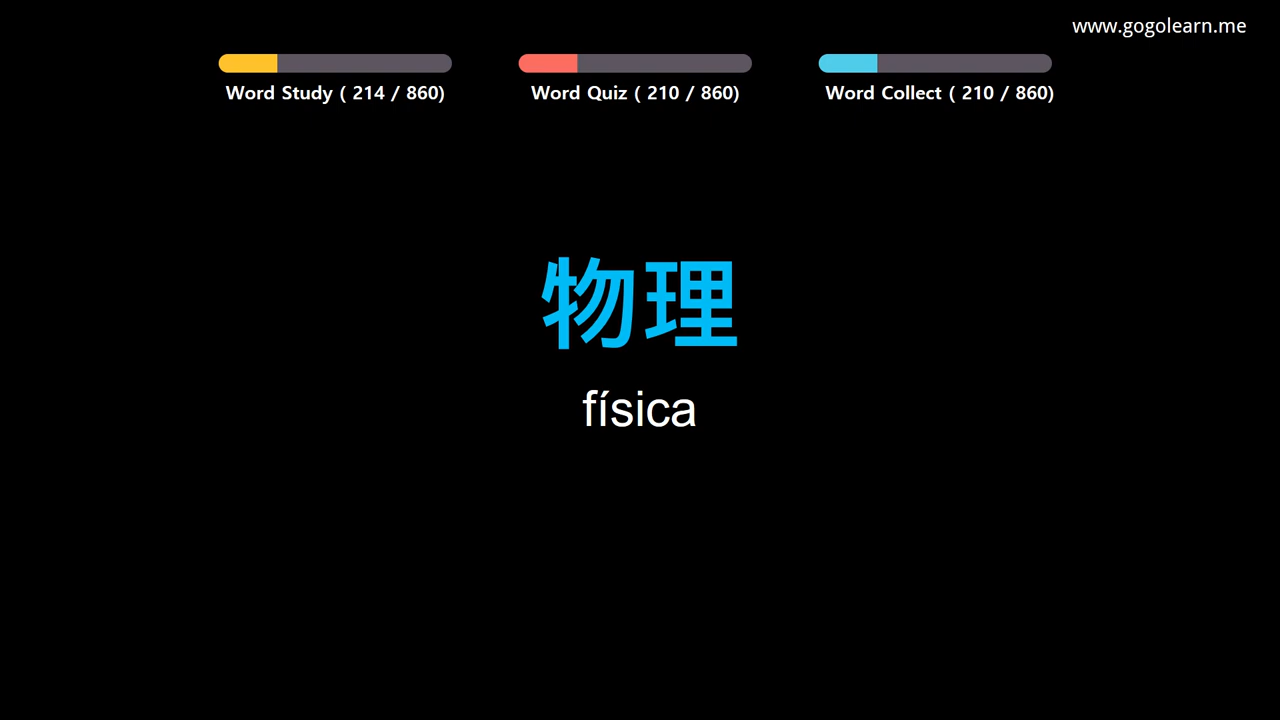 www.gogolearn.me
Word Study ( 214 / 860)
Word Quiz ( 210 / 860)
Word Collect ( 210 / 860)
物理
física